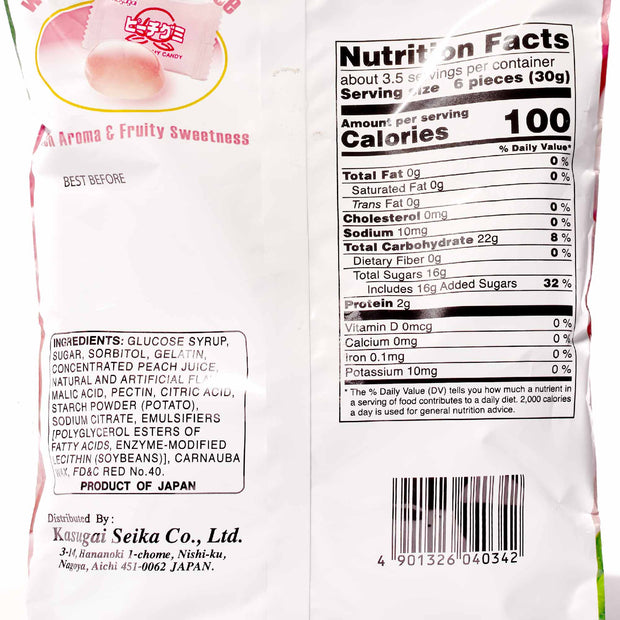 ピーチグミ
CANDY
Aroma & Fruity Sweetness
BEST BEFORE
INGREDIENTS: GLUCOSE SYRUP,
SUGAR, SORBITOL, GELATIN,
CONCENTRATED PEACH JUICE,
NATURAL AND ARTIFICIAL
MALIC ACID, PECTIN, CITRIC ACID,
STARCH POWDER (POTATO),
SODIUM CITRATE, EMULSIFIERS
[POLYGLYCEROL ESTERS OF
FATTY ACIDS, ENZYME-MODIFIED
LECITHIN (SOYBEANS)], CARNAUBA
WAX, FD&C RED No.40.
PRODUCT OF JAPAN
Distributed By:
Kasugai Seika Co., Ltd.
3-14, Hananoki 1-chome, Nishi-ku,
Nagoya, Aichi 451-0062 JAPAN.
Nutrition Facts
about 3.5 servings per container
Serving size 6 pieces (30g)
Amount per serving
Calories 100
% Daily Value*
Total Fat 0g 0 %
Saturated Fat 0g 0 %
Trans Fat 0g
Cholesterol 0mg 0 %
Sodium 10mg 0 %
Total Carbohydrate 22g 8 %
Dietary Fiber 0g 0 %
Total Sugars 16g
Includes 16g Added Sugars 32 %
Protein 2g
Vitamin D 0mcg 0 %
Calcium 0mg 0 %
Iron 0.1mg 0 %
Potassium 10mg 0 %
* The % Daily Value (DV) tells you how much a nutrient in
a serving of food contributes to a daily diet. 2,000 calories
a day is used for general nutrition advice.
4 901326 040342